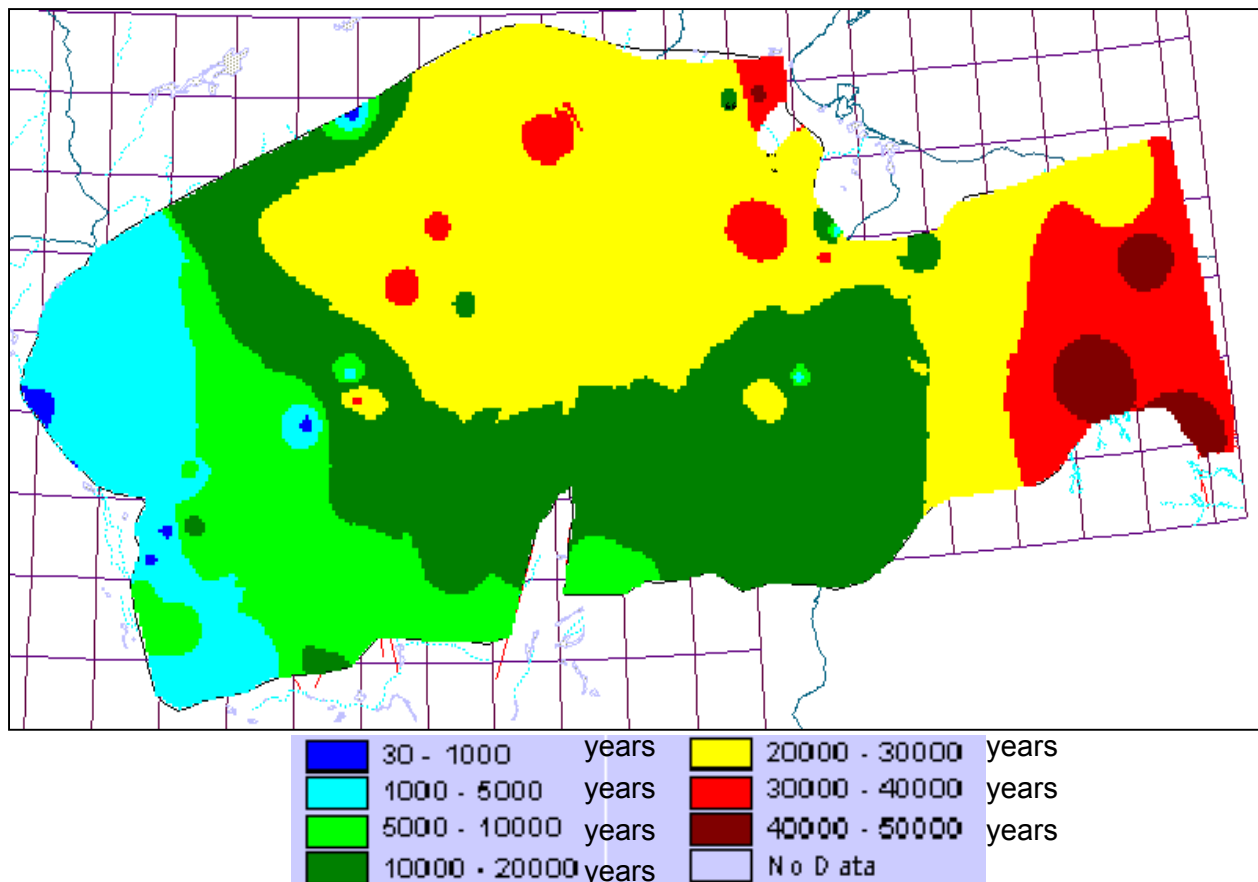 30 - 1000 years
1000 - 5000 years
5000 - 10000 years
10000 - 20000 years
20000 - 30000 years
30000 - 40000 years
40000 - 50000 years
No Data